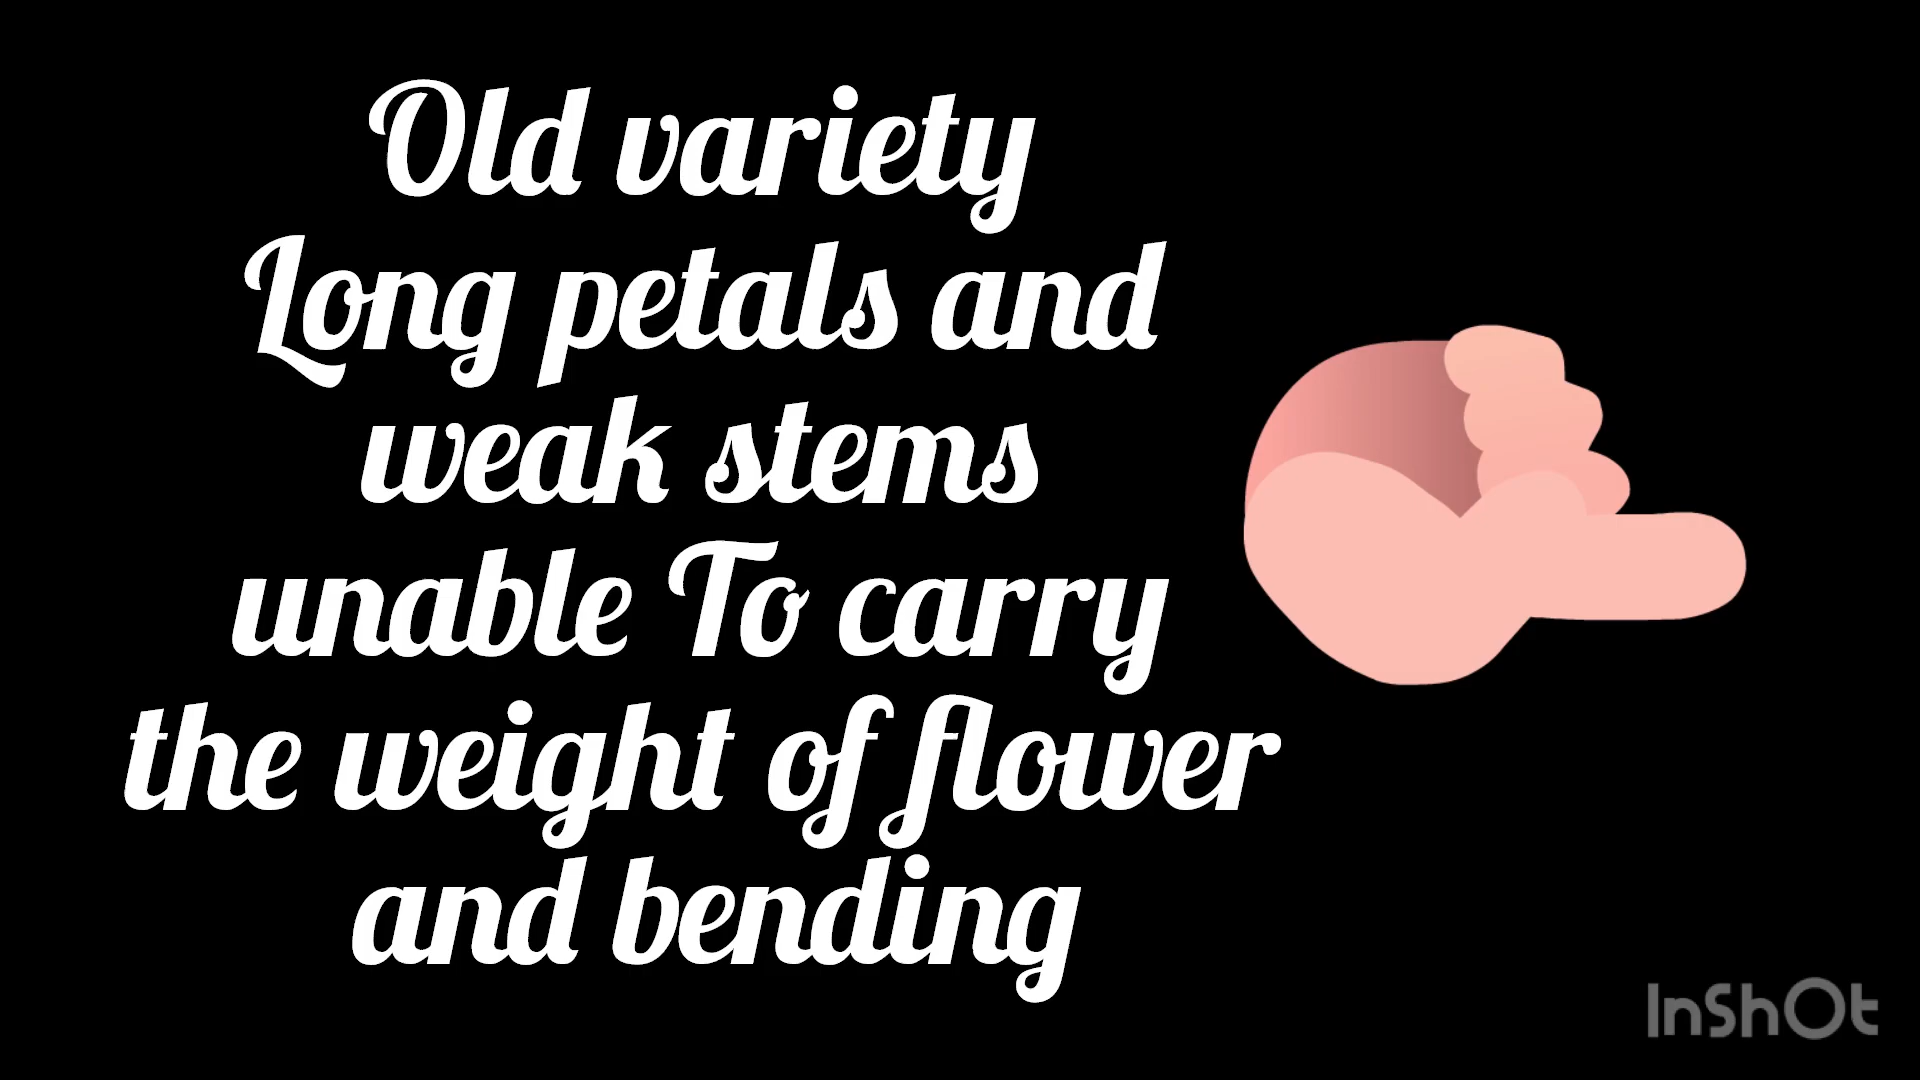 Old variety
Long petals and
weak stems
unable To carry
the weight of flower
and bending
InShOt